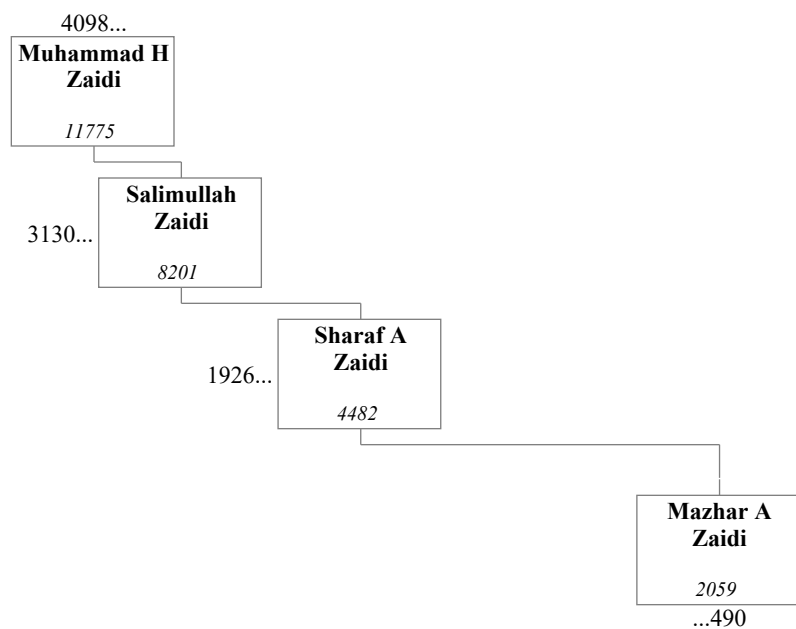 4098...
Muhammad H
Zaidi
11775
Salimullah
Zaidi
3130...
8201
Sharaf A
Zaidi
1926...
4482
Mazhar A
Zaidi
2059
...490